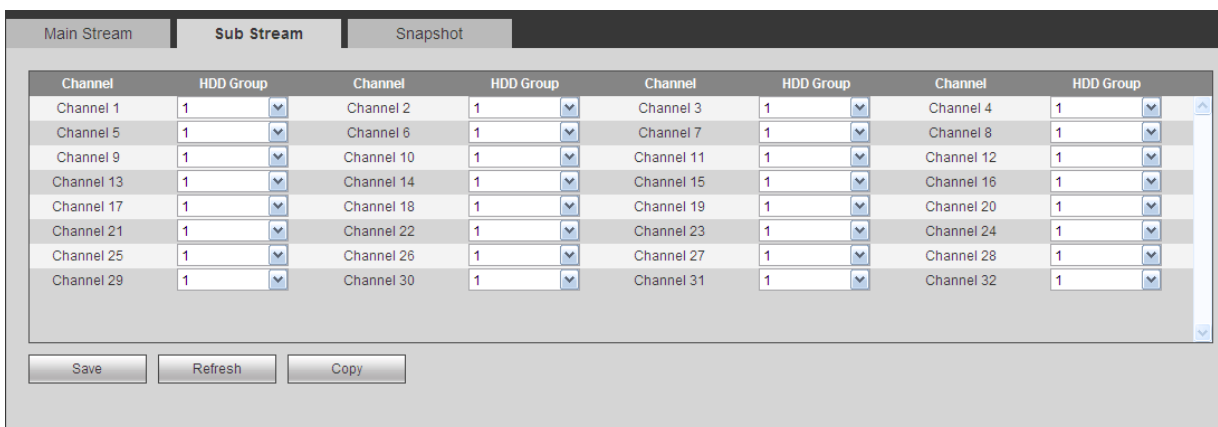 Main Stream Sub Stream Snapshot
Channel HDD Group Channel HDD Group Channel HDD Group Channel HDD Group
Channel 1 1 Channel 2 1 Channel 3 1 Channel 4 1
Channel 5 1 Channel 6 1 Channel 7 1 Channel 8 1
Channel 9 1 Channel 10 1 Channel 11 1 Channel 12 1
Channel 13 1 Channel 14 1 Channel 15 1 Channel 16 1
Channel 17 1 Channel 18 1 Channel 19 1 Channel 20 1
Channel 21 1 Channel 22 1 Channel 23 1 Channel 24 1
Channel 25 1 Channel 26 1 Channel 27 1 Channel 28 1
Channel 29 1 Channel 30 1 Channel 31 1 Channel 32 1
Save Refresh Copy